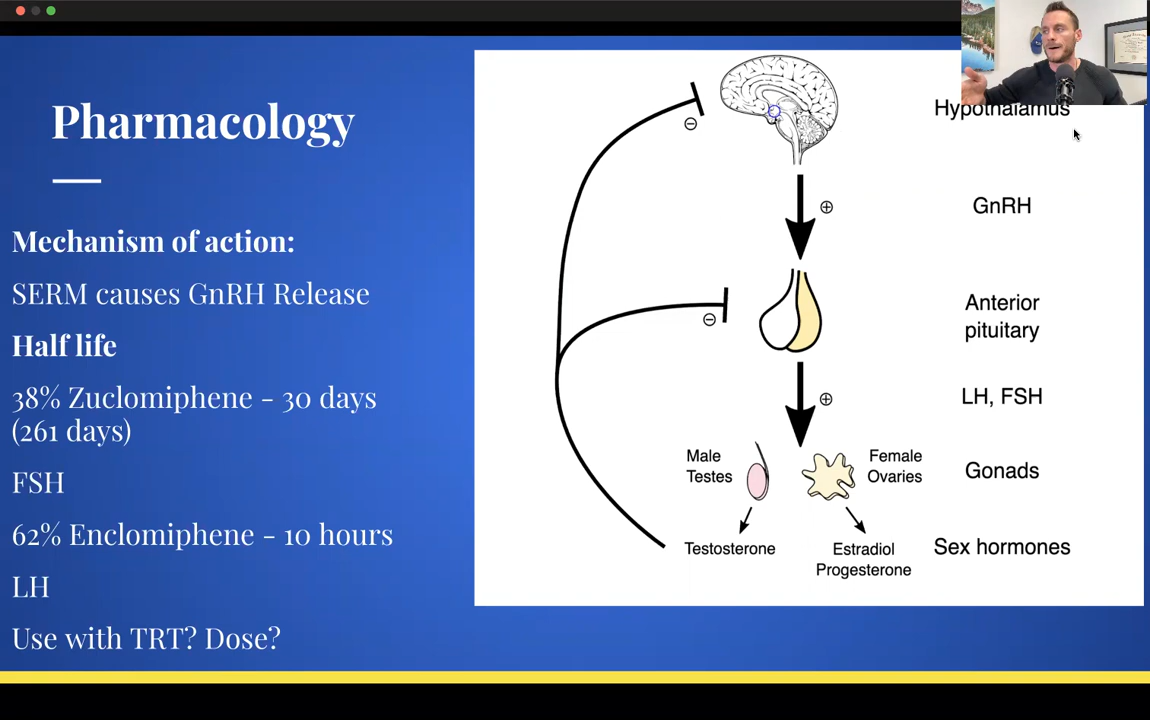 Pharmacology
Mechanism of action:
SERM causes GnRH Release
Half life
38% Zuclomiphene - 30 days
(261 days)
FSH
62% Enclomiphene - 10 hours
LH
Use with TRT? Dose?
Hypothalamus
⊖
GnRH
⊕
Anterior
pituitary
⊖
LH, FSH
⊕
Male
Testes
Female
Ovaries
Gonads
Testosterone
Estradiol
Progesterone
Sex hormones